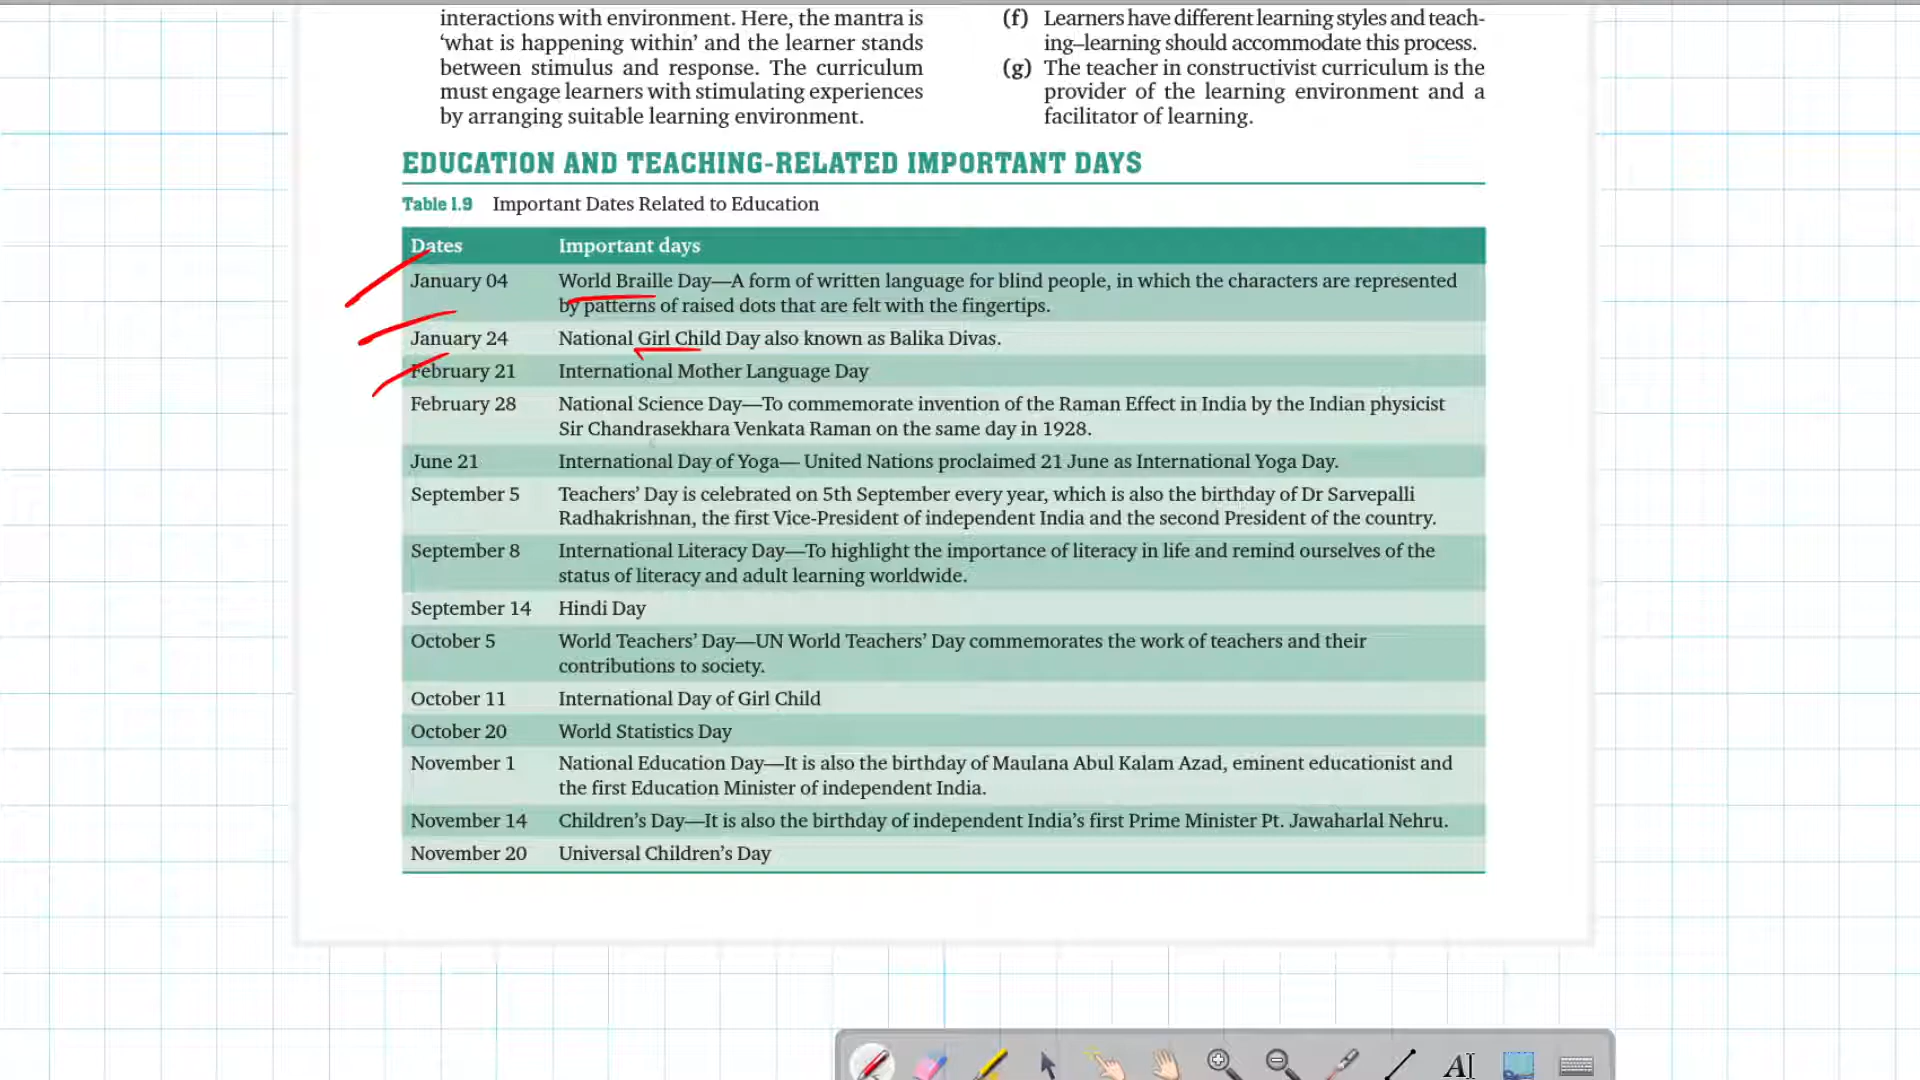 interactions with environment. Here, the mantra is
‘what is happening within’ and the learner stands
between stimulus and response. The curriculum
must engage learners with stimulating experiences
by arranging suitable learning environment.
(f) Learners have different learning styles and teach-
ing–learning should accommodate this process.
(g) The teacher in constructivist curriculum is the
provider of the learning environment and a
facilitator of learning.
EDUCATION AND TEACHING-RELATED IMPORTANT DAYS
Table 1.9 Important Dates Related to Education
Dates Important days
January 04 World Braille Day—A form of written language for blind people, in which the characters are represented
by patterns of raised dots that are felt with the fingertips.
January 24 National Girl Child Day also known as Balika Divas.
February 21 International Mother Language Day
February 28 National Science Day—To commemorate invention of the Raman Effect in India by the Indian physicist
Sir Chandrasekhara Venkata Raman on the same day in 1928.
June 21 International Day of Yoga— United Nations proclaimed 21 June as International Yoga Day.
September 5 Teachers’ Day is celebrated on 5th September every year, which is also the birthday of Dr Sarvepalli
Radhakrishnan, the first Vice-President of independent India and the second President of the country.
September 8 International Literacy Day—To highlight the importance of literacy in life and remind ourselves of the
status of literacy and adult learning worldwide.
September 14 Hindi Day
October 5 World Teachers’ Day—UN World Teachers’ Day commemorates the work of teachers and their
contributions to society.
October 11 International Day of Girl Child
October 20 World Statistics Day
November 1 National Education Day—It is also the birthday of Maulana Abul Kalam Azad, eminent educationist and
the first Education Minister of independent India.
November 14 Children’s Day—It is also the birthday of independent India’s first Prime Minister Pt. Jawaharlal Nehru.
November 20 Universal Children’s Day